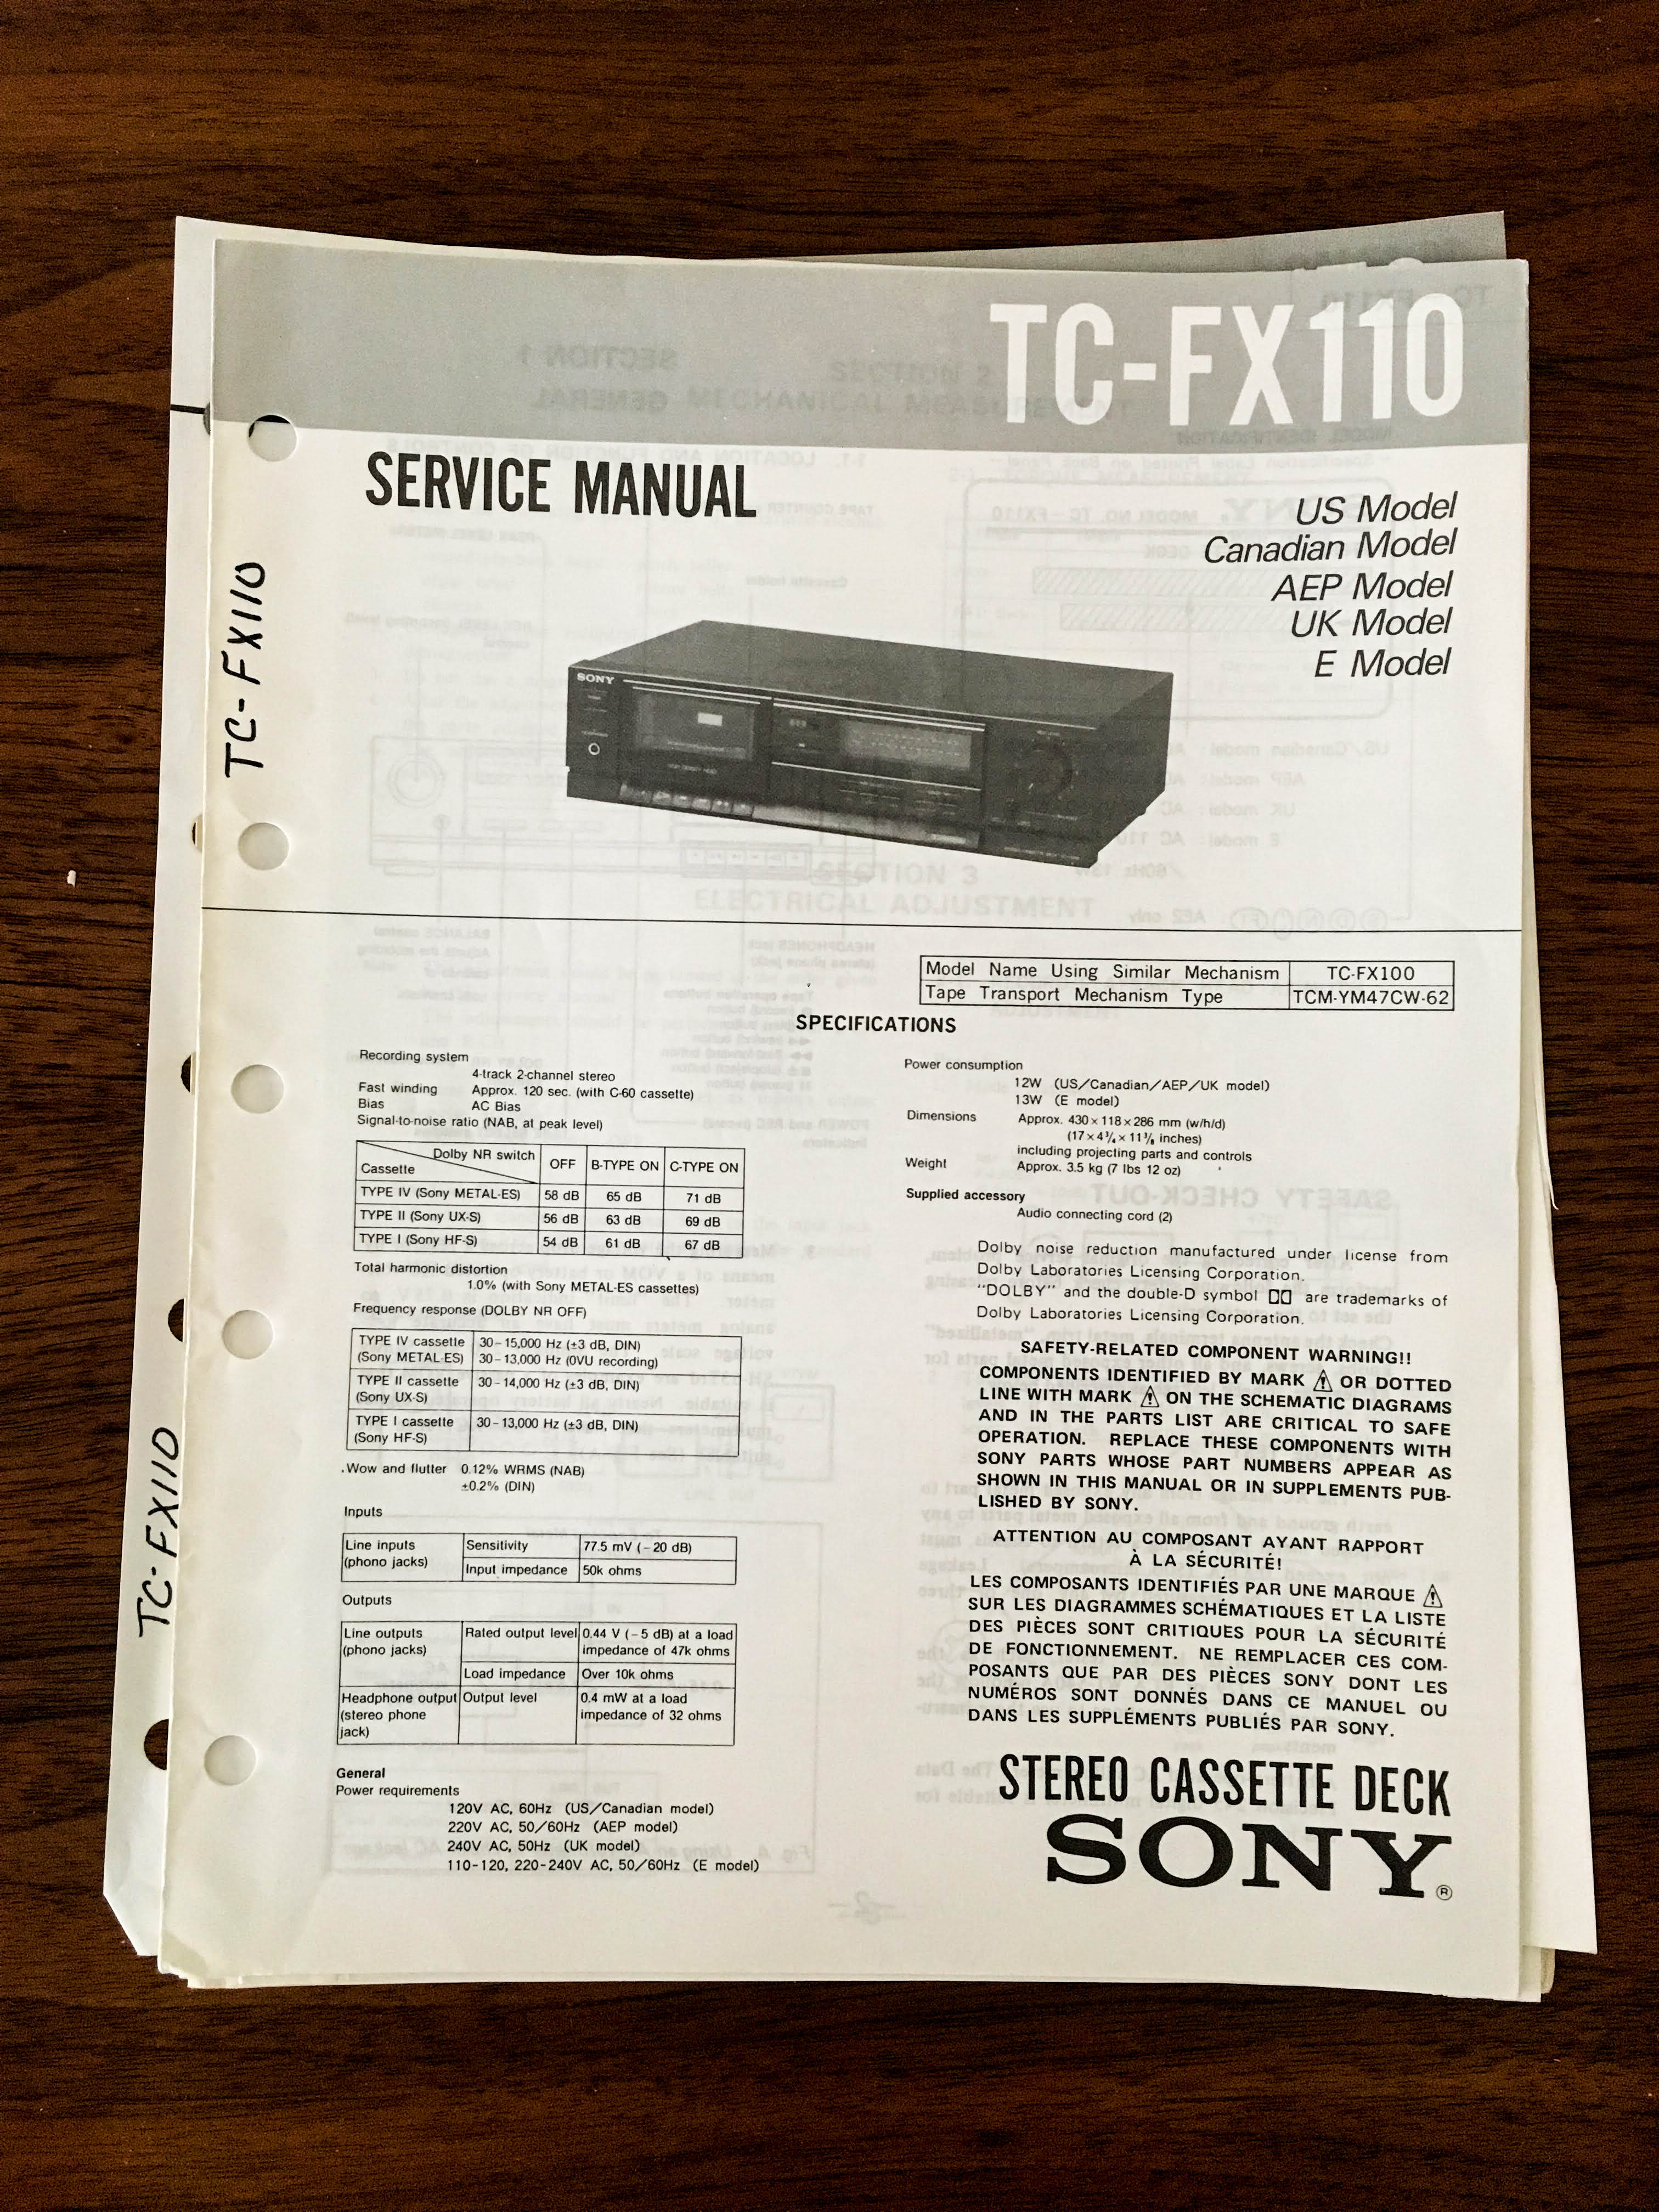 TC-FX110
SERVICE MANUAL
US Model
Canadian Model
AEP Model
UK Model
E Model
TC-FX110
TC-FX110
SONY
Model Name Using Similar Mechanism TC-FX100
Tape Transport Mechanism Type TCM-YM47CW-62
SPECIFICATIONS
Recording system
4-track 2-channel stereo
Fast winding Approx. 120 sec. (with C-60 cassette)
Bias AC Bias
Signal-to-noise ratio (NAB, at peak level)
Dolby NR switch
Cassette
OFF B-TYPE ON C-TYPE ON
TYPE IV (Sony METAL-ES) 58 dB 65 dB 71 dB
TYPE II (Sony UX-S) 56 dB 63 dB 69 dB
TYPE I (Sony HF-S) 54 dB 61 dB 67 dB
Total harmonic distortion
1.0% (with Sony METAL-ES cassettes)
Frequency response (DOLBY NR OFF)
TYPE IV cassette 30–15,000 Hz (±3 dB, DIN)
(Sony METAL-ES) 30–13,000 Hz (0VU recording)
TYPE II cassette 30–14,000 Hz (±3 dB, DIN)
(Sony UX-S)
TYPE I cassette 30–13,000 Hz (±3 dB, DIN)
(Sony HF-S)
Wow and flutter 0.12% WRMS (NAB)
±0.2% (DIN)
Inputs
Line inputs Sensitivity 77.5 mV (–20 dB)
(phono jacks) Input impedance 50k ohms
Outputs
Line outputs Rated output level 0.44 V (–5 dB) at a load
(phono jacks) impedance of 47k ohms
Load impedance Over 10k ohms
Headphone output Output level 0.4 mW at a load
(stereo phone impedance of 32 ohms
jack)
General
Power requirements
120V AC, 60Hz (US/Canadian model)
220V AC, 50/60Hz (AEP model)
240V AC, 50Hz (UK model)
110-120, 220-240V AC, 50/60Hz (E model)
Power consumption
12W (US/Canadian/AEP/UK model)
13W (E model)
Dimensions Approx. 430×118×286 mm (w/h/d)
(17×4¾×11⅜ inches)
including projecting parts and controls
Weight Approx. 3.5 kg (7 lbs 12 oz)
Supplied accessory
Audio connecting cord (2)
Dolby noise reduction manufactured under license from
Dolby Laboratories Licensing Corporation.
"DOLBY" and the double-D symbol are trademarks of
Dolby Laboratories Licensing Corporation.
SAFETY-RELATED COMPONENT WARNING!!
COMPONENTS IDENTIFIED BY MARK ⚠ OR DOTTED
LINE WITH MARK ⚠ ON THE SCHEMATIC DIAGRAMS
AND IN THE PARTS LIST ARE CRITICAL TO SAFE
OPERATION. REPLACE THESE COMPONENTS WITH
SONY PARTS WHOSE PART NUMBERS APPEAR AS
SHOWN IN THIS MANUAL OR IN SUPPLEMENTS PUB-
LISHED BY SONY.
ATTENTION AU COMPOSANT AYANT RAPPORT
À LA SÉCURITÉ!
LES COMPOSANTS IDENTIFIÉS PAR UNE MARQUE ⚠
SUR LES DIAGRAMMES SCHÉMATIQUES ET LA LISTE
DES PIÈCES SONT CRITIQUES POUR LA SÉCURITÉ
DE FONCTIONNEMENT. NE REMPLACER CES COM-
POSANTS QUE PAR DES PIÈCES SONY DONT LES
NUMÉROS SONT DONNÉS DANS CE MANUEL OU
DANS LES SUPPLÉMENTS PUBLIÉS PAR SONY.
STEREO CASSETTE DECK
SONY®